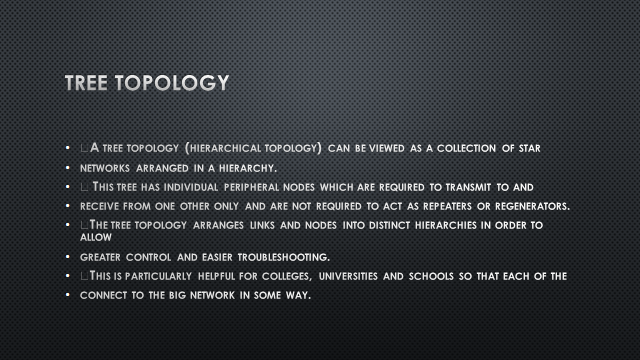 TREE TOPOLOGY
• □A TREE TOPOLOGY (HIERARCHICAL TOPOLOGY) CAN BE VIEWED AS A COLLECTION OF STAR
• NETWORKS ARRANGED IN A HIERARCHY.
• □ THIS TREE HAS INDIVIDUAL PERIPHERAL NODES WHICH ARE REQUIRED TO TRANSMIT TO AND
• RECEIVE FROM ONE OTHER ONLY AND ARE NOT REQUIRED TO ACT AS REPEATERS OR REGENERATORS.
• □THE TREE TOPOLOGY ARRANGES LINKS AND NODES INTO DISTINCT HIERARCHIES IN ORDER TO
ALLOW
• GREATER CONTROL AND EASIER TROUBLESHOOTING.
• □THIS IS PARTICULARLY HELPFUL FOR COLLEGES, UNIVERSITIES AND SCHOOLS SO THAT EACH OF THE
• CONNECT TO THE BIG NETWORK IN SOME WAY.